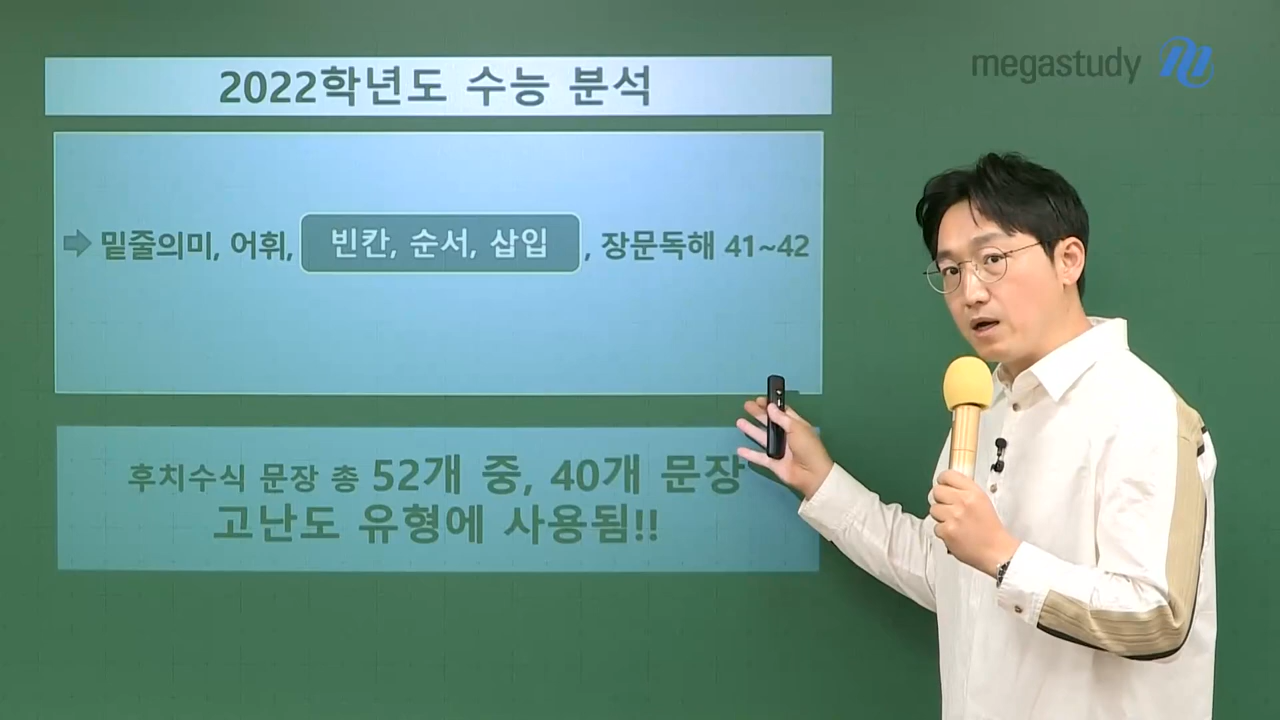 megastudy
2022학년도 수능 분석
밑줄의미, 어휘, 빈칸, 순서, 삽입, 장문독해 41~42
후치수식 문장 총 52개 중, 40개 문장
고난도 유형에 사용됨!!